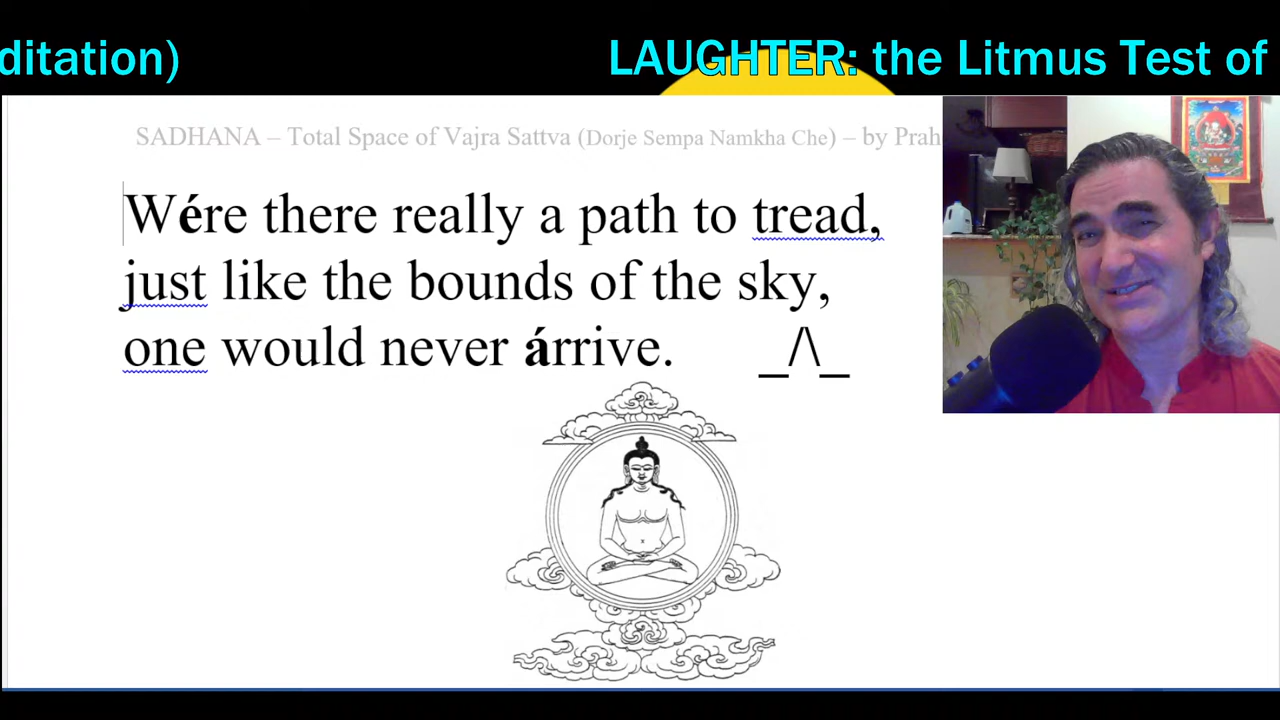 ditation) LAUGHTER: the Litmus Test of
SADHANA – Total Space of Vajra Sattva (Dorje Sempa Namkha Che) – by Prah
Wére there really a path to tread,
just like the bounds of the sky,
one would never árrive. _/\_